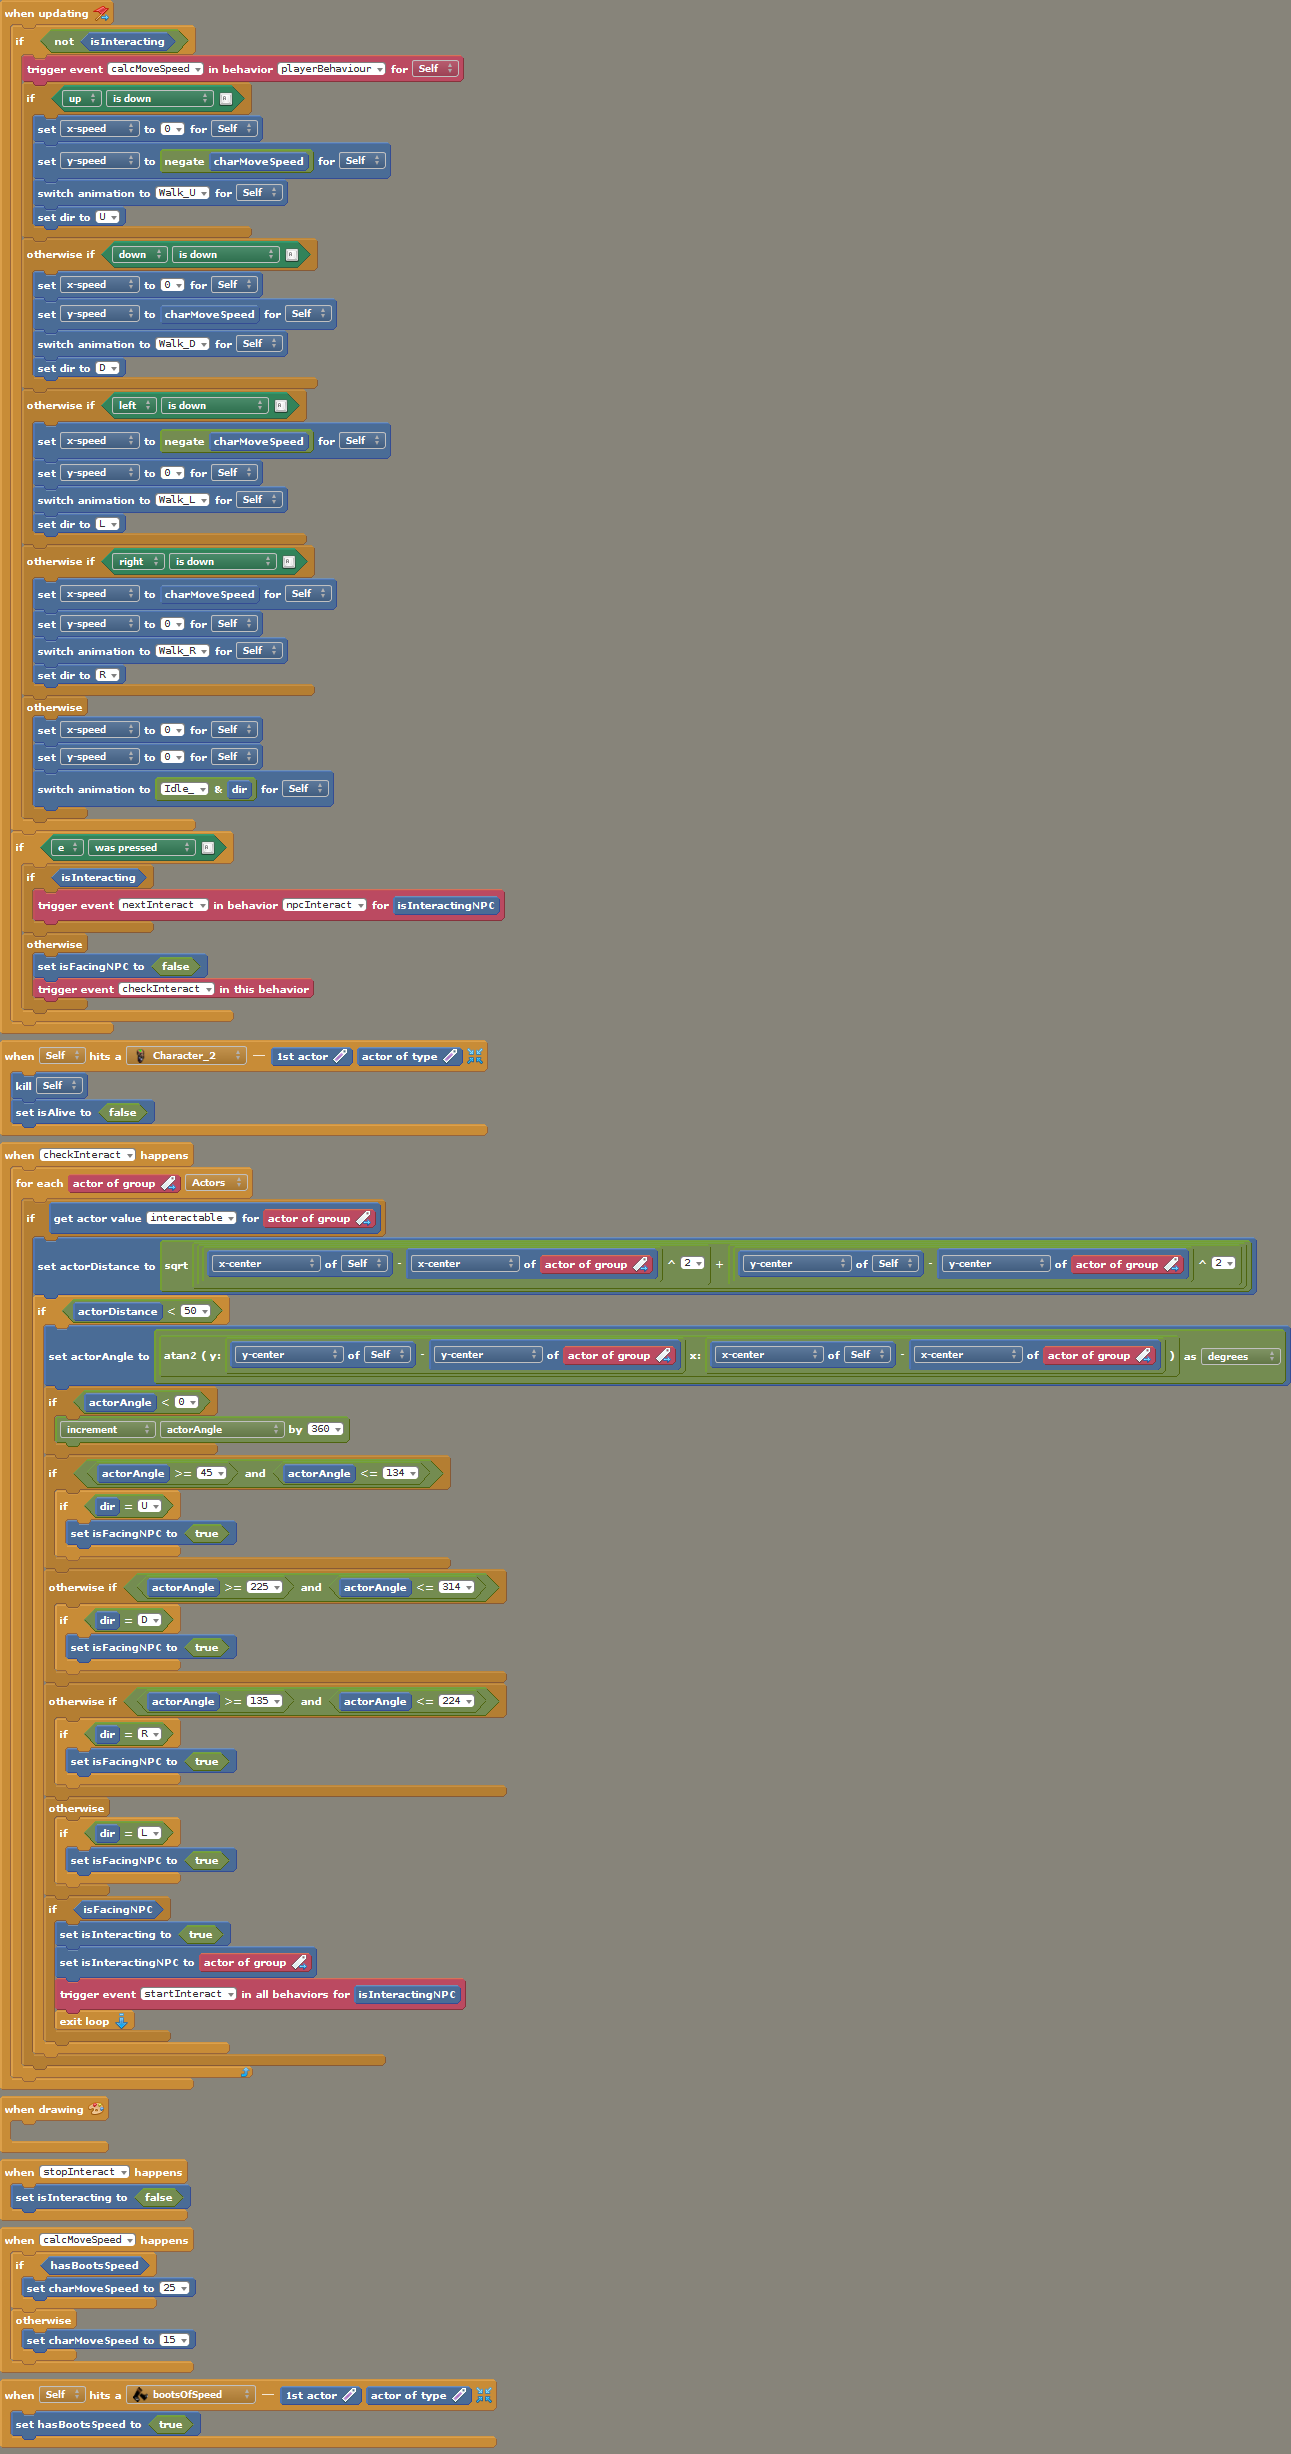 when updating
if not isInteracting
trigger event calcMoveSpeed in behavior playerBehaviour for Self
if up is down
set x-speed to 0 for Self
set y-speed to negate charMoveSpeed for Self
switch animation to Walk_U for Self
set dir to U
otherwise if down is down
set x-speed to 0 for Self
set y-speed to charMoveSpeed for Self
switch animation to Walk_D for Self
set dir to D
otherwise if left is down
set x-speed to negate charMoveSpeed for Self
set y-speed to 0 for Self
switch animation to Walk_L for Self
set dir to L
otherwise if right is down
set x-speed to charMoveSpeed for Self
set y-speed to 0 for Self
switch animation to Walk_R for Self
set dir to R
otherwise
set x-speed to 0 for Self
set y-speed to 0 for Self
switch animation to Idle_ & dir for Self
if e was pressed
if isInteracting
trigger event nextInteract in behavior npcInteract for isInteractingNPC
otherwise
set isFacingNPC to false
trigger event checkInteract in this behavior
when Self hits a Character_2 — 1st actor actor of type
kill Self
set isAlive to false
when checkInteract happens
for each actor of group Actors
if get actor value interactable for actor of group
set actorDistance to sqrt x-center of Self - x-center of actor of group ^ 2 + y-center of Self - y-center of actor of group ^ 2
if actorDistance < 50
set actorAngle to atan2 ( y: y-center of Self - y-center of actor of group x: x-center of Self - x-center of actor of group ) as degrees
if actorAngle < 0
increment actorAngle by 360
if actorAngle >= 45 and actorAngle <= 134
if dir = U
set isFacingNPC to true
otherwise if actorAngle >= 225 and actorAngle <= 314
if dir = D
set isFacingNPC to true
otherwise if actorAngle >= 135 and actorAngle <= 224
if dir = R
set isFacingNPC to true
otherwise
if dir = L
set isFacingNPC to true
if isFacingNPC
set isInteracting to true
set isInteractingNPC to actor of group
trigger event startInteract in all behaviors for isInteractingNPC
exit loop
when drawing
when stopInteract happens
set isInteracting to false
when calcMoveSpeed happens
if hasBootsSpeed
set charMoveSpeed to 25
otherwise
set charMoveSpeed to 15
when Self hits a bootsOfSpeed — 1st actor actor of type
set hasBootsSpeed to true